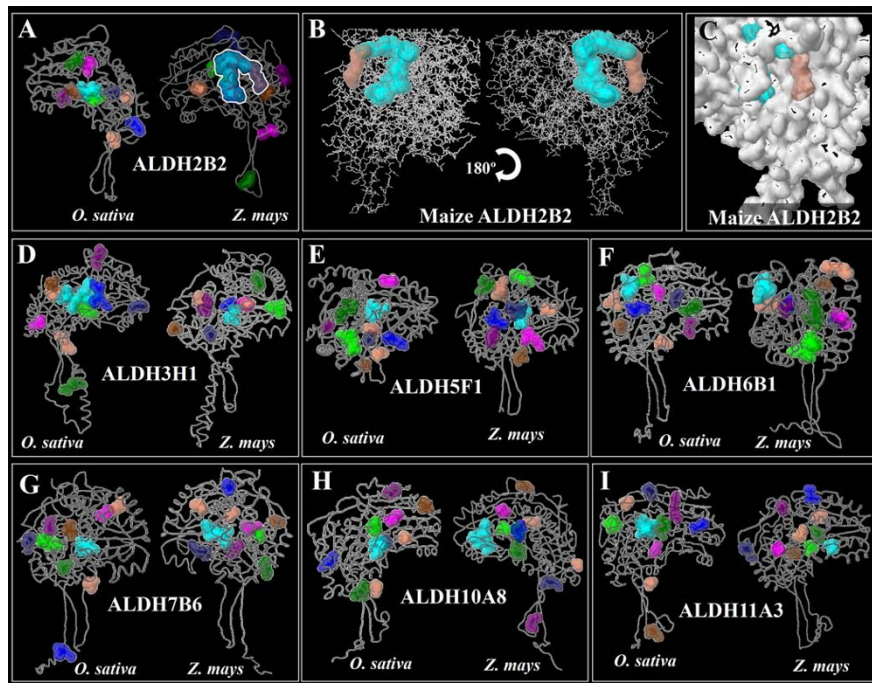 A
ALDH2B2
O. sativa
Z. mays
B
180º
Maize ALDH2B2
C
Maize ALDH2B2
D
ALDH3H1
O. sativa
Z. mays
E
ALDH5F1
O. sativa
Z. mays
F
ALDH6B1
O. sativa
Z. mays
G
ALDH7B6
O. sativa
Z. mays
H
ALDH10A8
O. sativa
Z. mays
I
ALDH11A3
O. sativa
Z. mays